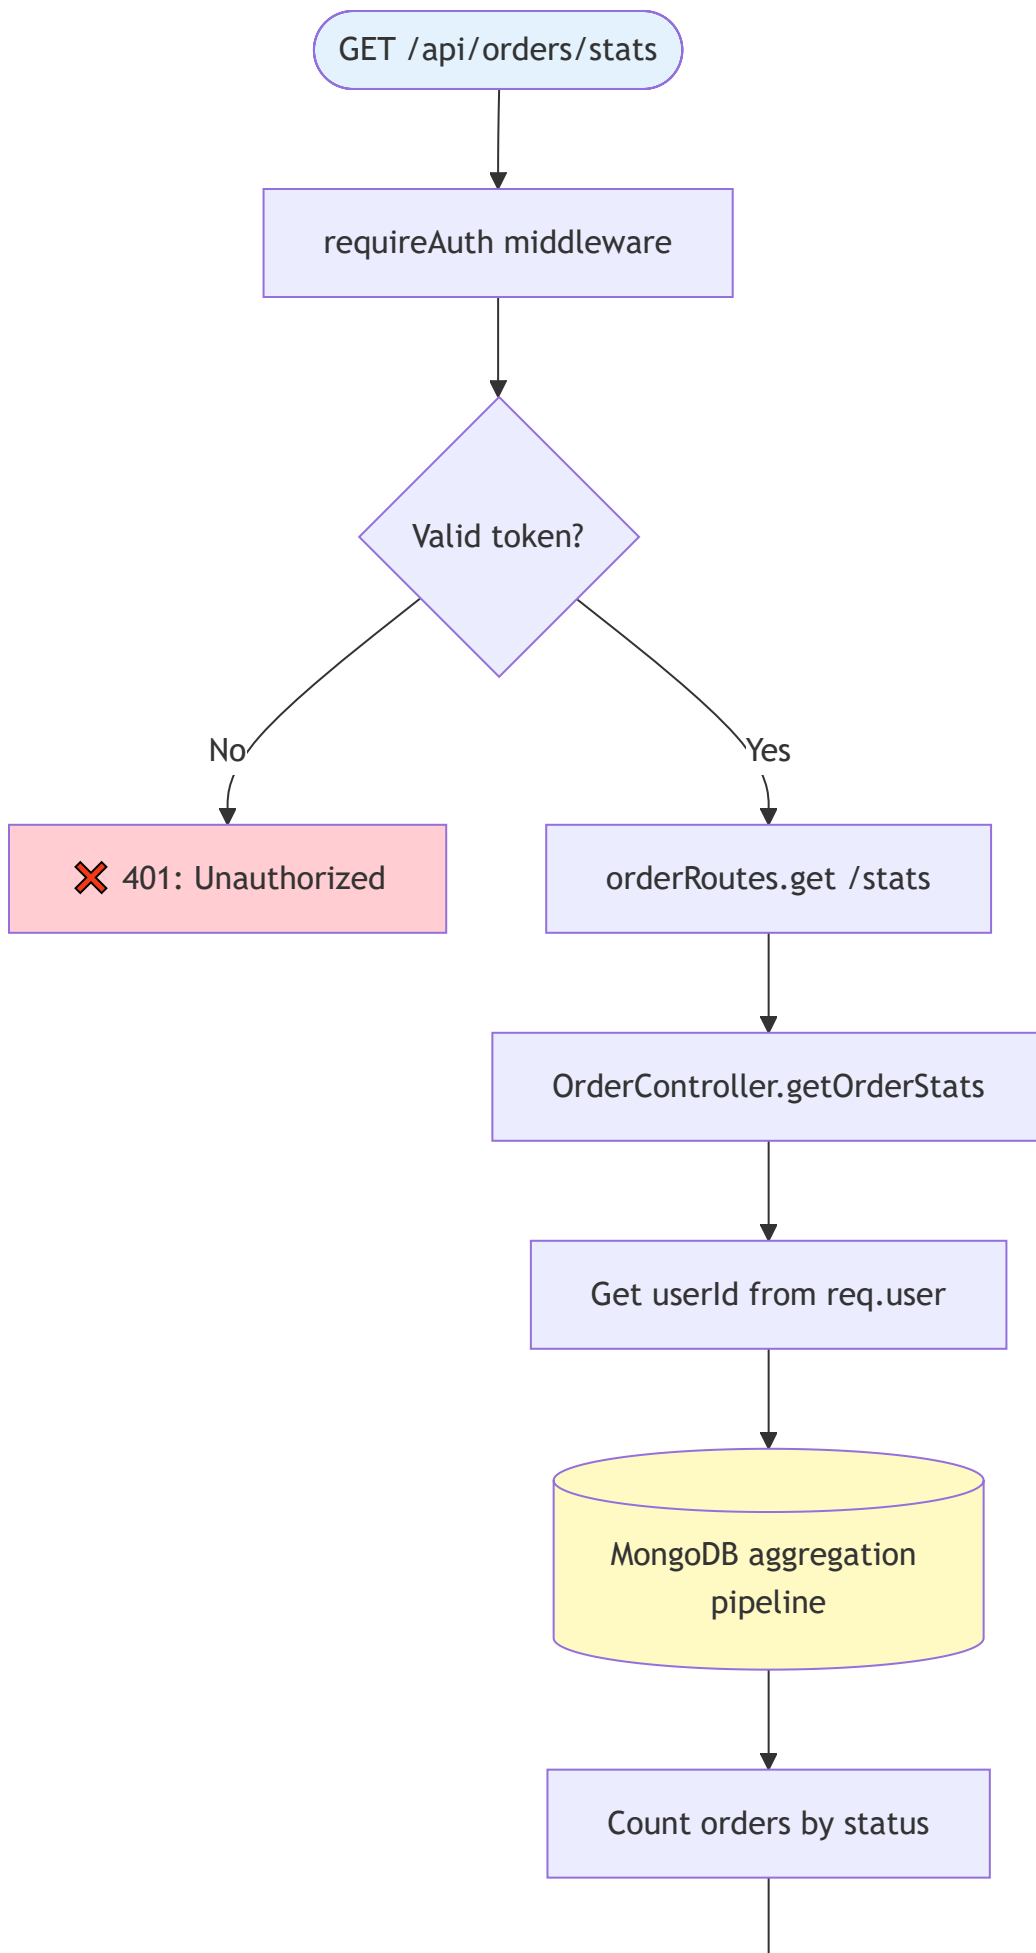 GET /api/orders/stats
requireAuth middleware
Valid token?
No
Yes
❌ 401: Unauthorized
orderRoutes.get /stats
OrderController.getOrderStats
Get userId from req.user
MongoDB aggregation
pipeline
Count orders by status